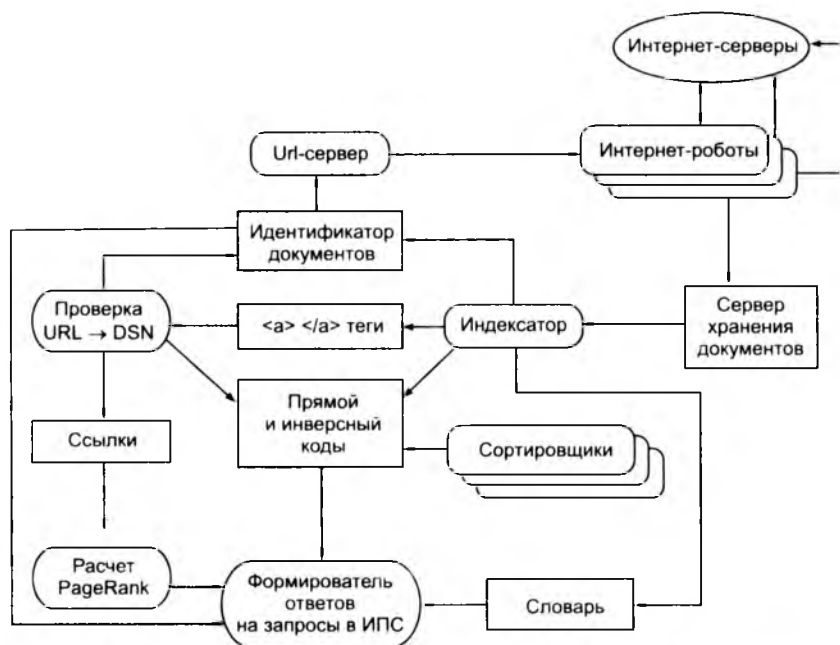 Интернет-серверы
Url-сервер
Интернет-роботы
Идентификатор
документов
Проверка
URL → DSN
<a> </a> теги
Индексатор
Сервер
хранения
документов
Прямой
и инверсный
коды
Ссылки
Сортировщики
Расчет
PageRank
Формирователь
ответов
на запросы в ИПС
Словарь